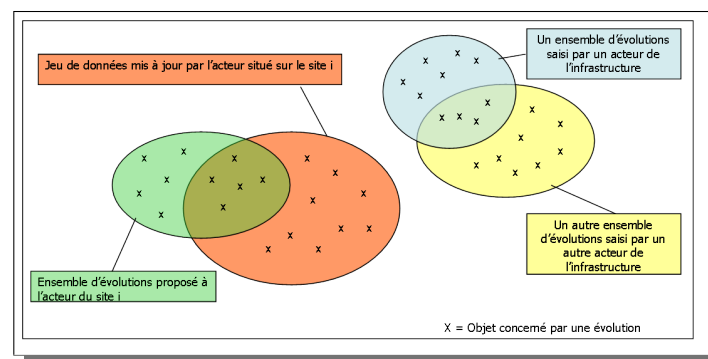 Jeu de données mis à jour par l'acteur situé sur le site i
Un ensemble d'évolutions
saisi par un acteur de
l'infrastructure
x x x x x x x
x x x x
x x x x x x x
x x x x x x x x
x x x x x
x x x x x x x
Un autre ensemble
d'évolutions saisi par un
autre acteur de
l'infrastructure
Ensemble d'évolutions proposé à
l'acteur du site i
X = Objet concerné par une évolution